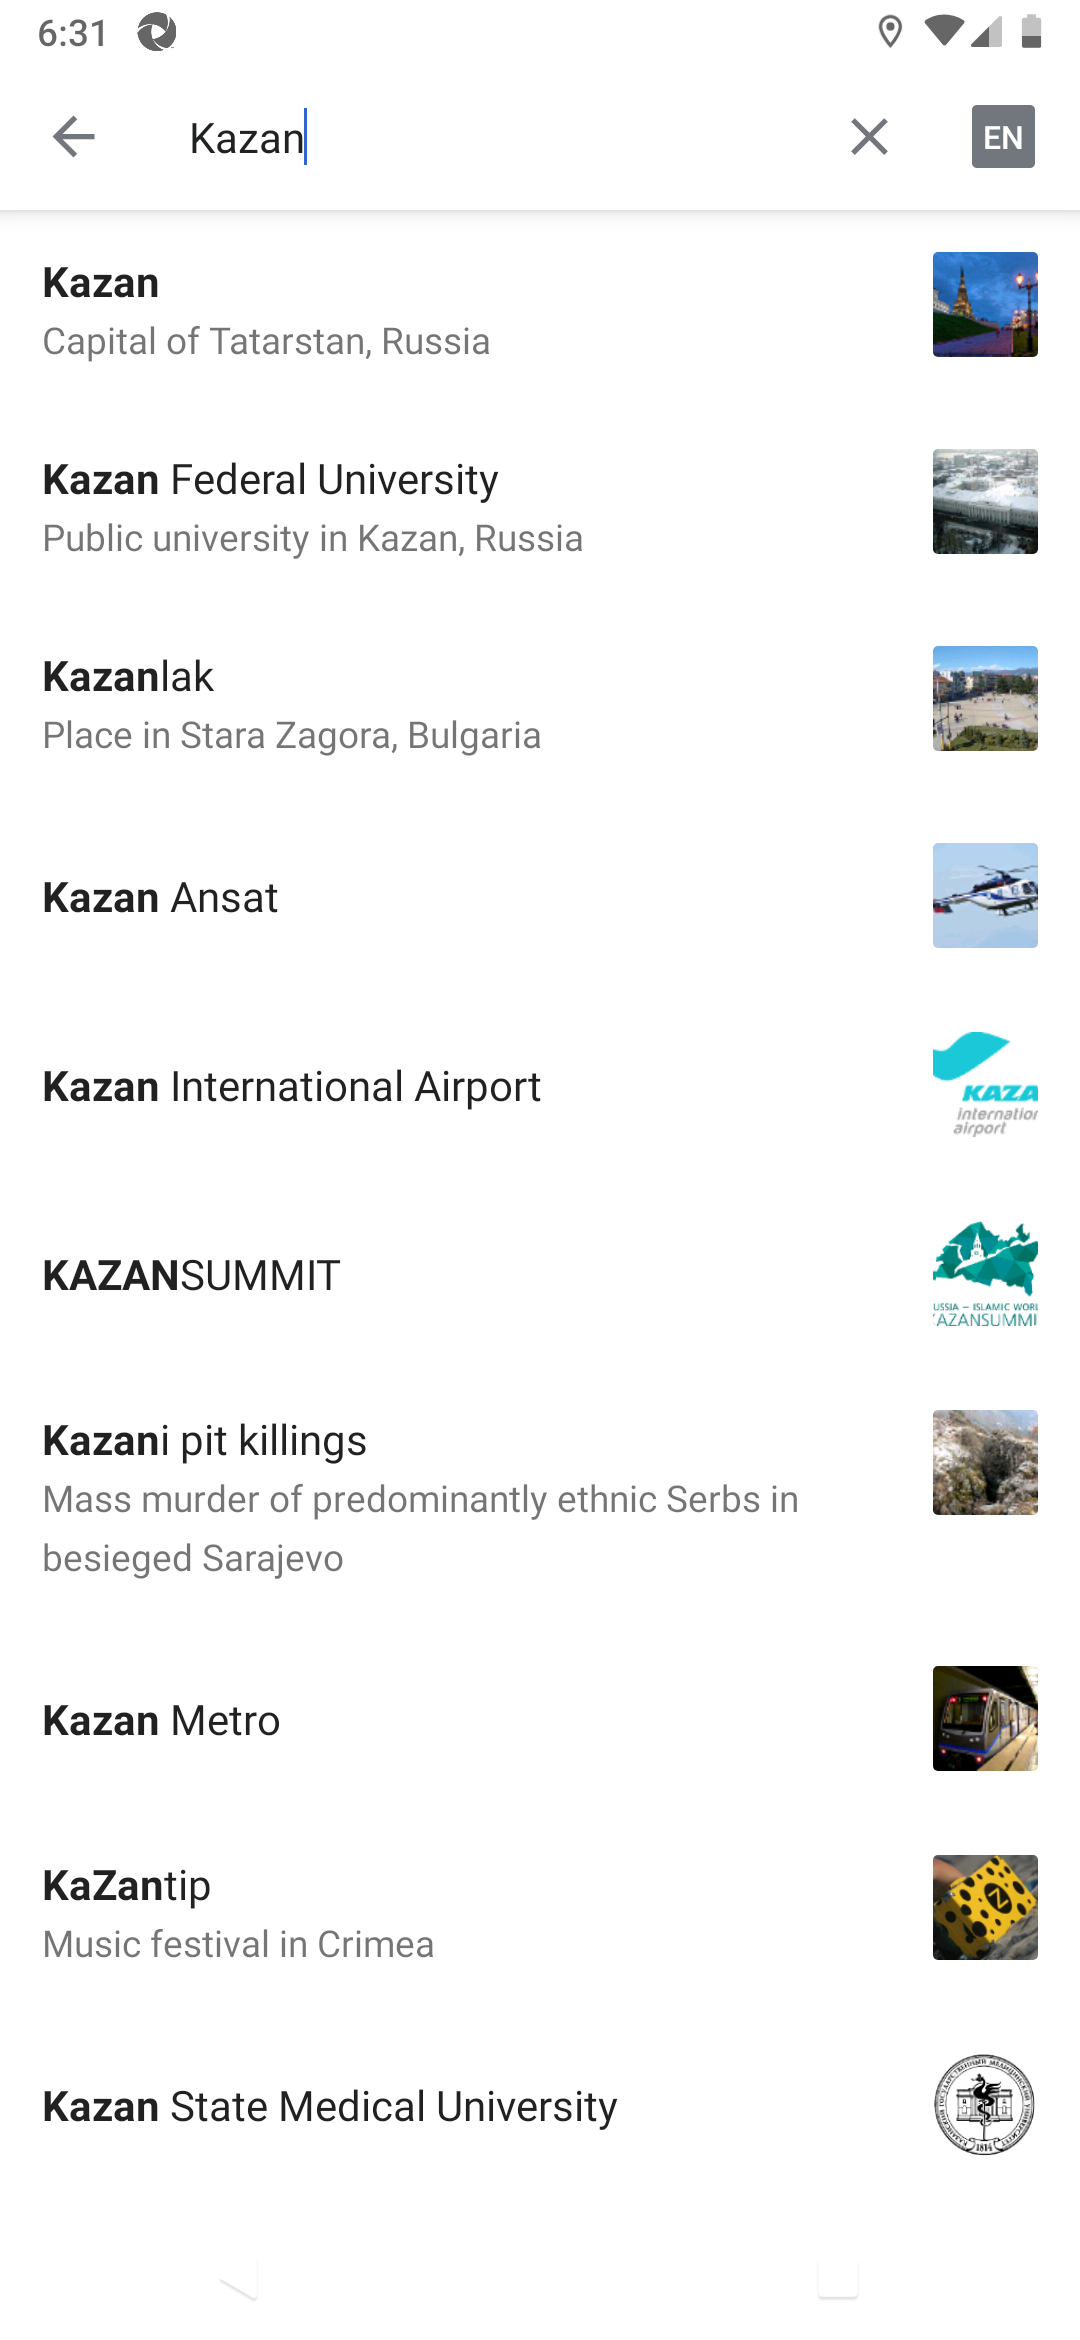 6:31
Kazan
EN
Kazan
Capital of Tatarstan, Russia
Kazan Federal University
Public university in Kazan, Russia
Kazanlak
Place in Stara Zagora, Bulgaria
Kazan Ansat
Kazan International Airport
KAZA
internation
airport
KAZANSUMMIT
USSIA – ISLAMIC WORL
AZANSUMMI
Kazani pit killings
Mass murder of predominantly ethnic Serbs in
besieged Sarajevo
Kazan Metro
KaZantip
Music festival in Crimea
Z
Kazan State Medical University
1814